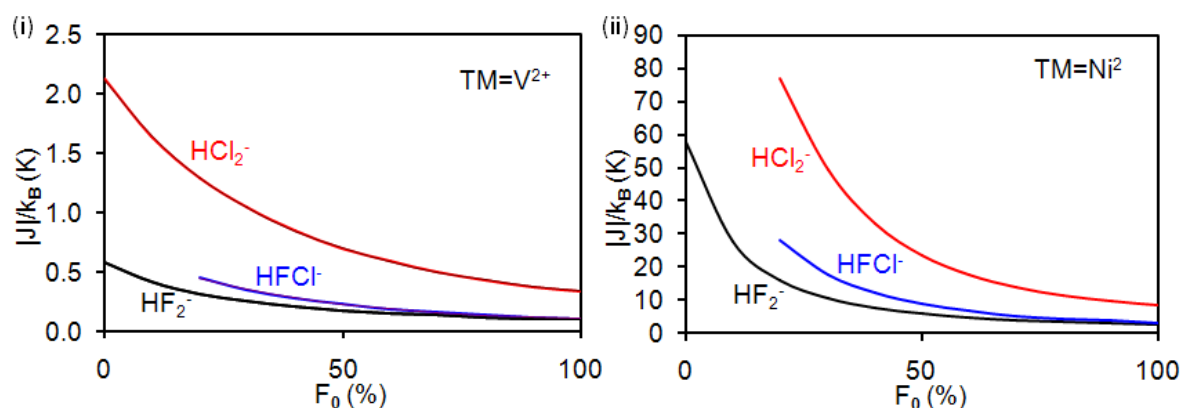 (i)
2.5
2.0
1.5
1.0
0.5
0.0
|J|/k_B (K)
TM=V²⁺
HCl₂⁻
HFCl⁻
HF₂⁻
0
50
100
F₀ (%)
(ii)
90
80
70
60
50
40
30
20
10
0
|J|/k_B (K)
TM=Ni²
HCl₂⁻
HFCl⁻
HF₂⁻
0
50
100
F₀ (%)